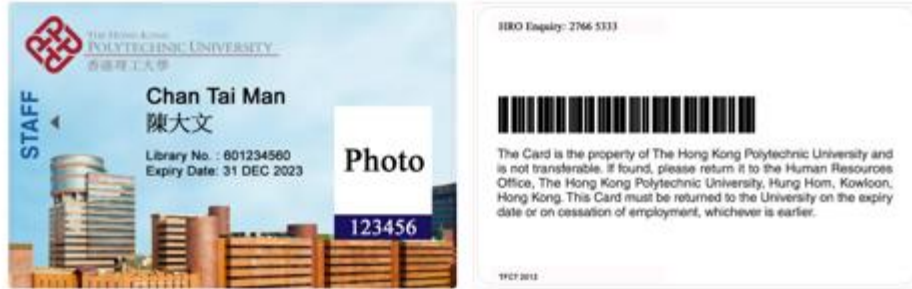 THE HONG KONG
POLYTECHNIC UNIVERSITY
香港理工大學
STAFF
Chan Tai Man
陳大文
Library No. : 601234560
Expiry Date: 31 DEC 2023
Photo
123456
HRO Enquiry: 2766 5333
The Card is the property of The Hong Kong Polytechnic University and
is not transferable. If found, please return it to the Human Resources
Office, The Hong Kong Polytechnic University, Hung Hom, Kowloon,
Hong Kong. This Card must be returned to the University on the expiry
date or on cessation of employment, whichever is earlier.